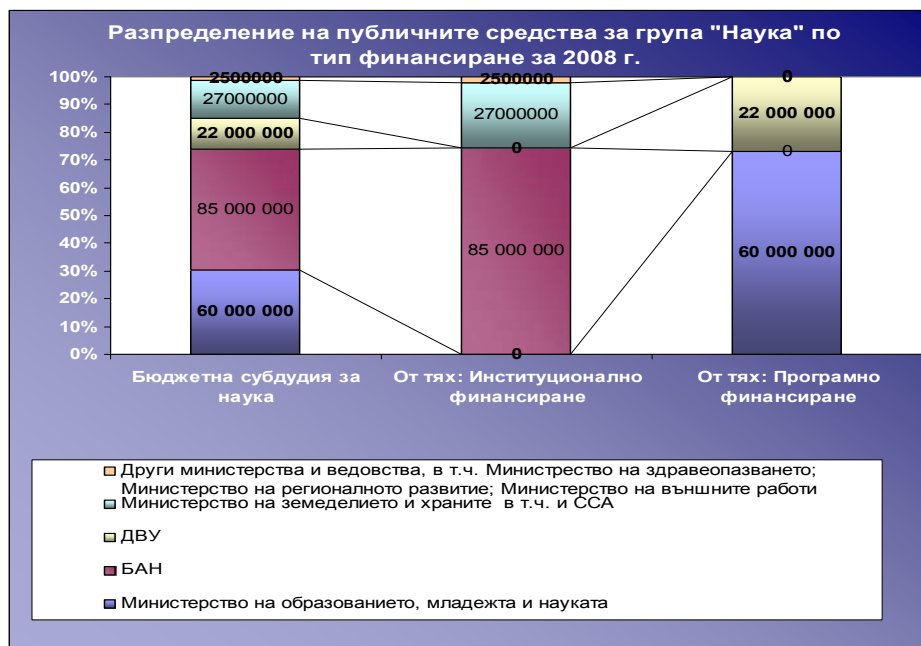 Разпределение на публичните средства за група "Наука" по
тип финансиране за 2008 г.
100%
90%
80%
70%
60%
50%
40%
30%
20%
10%
0%
2500000
27000000
22 000 000
85 000 000
60 000 000
2500000
27000000
0
85 000 000
0
0
22 000 000
0
60 000 000
Бюджетна субдудия за
наука
От тях: Институционално
финансиране
От тях: Програмно
финансиране
Други министерства и ведовства, в т.ч. Министрество на здравеопазването;
Министерство на регионалното развитие; Министерство на външните работи
Министерство на земеделието и храните в т.ч. и ССА
ДВУ
БАН
Министерство на образованието, младежта и науката